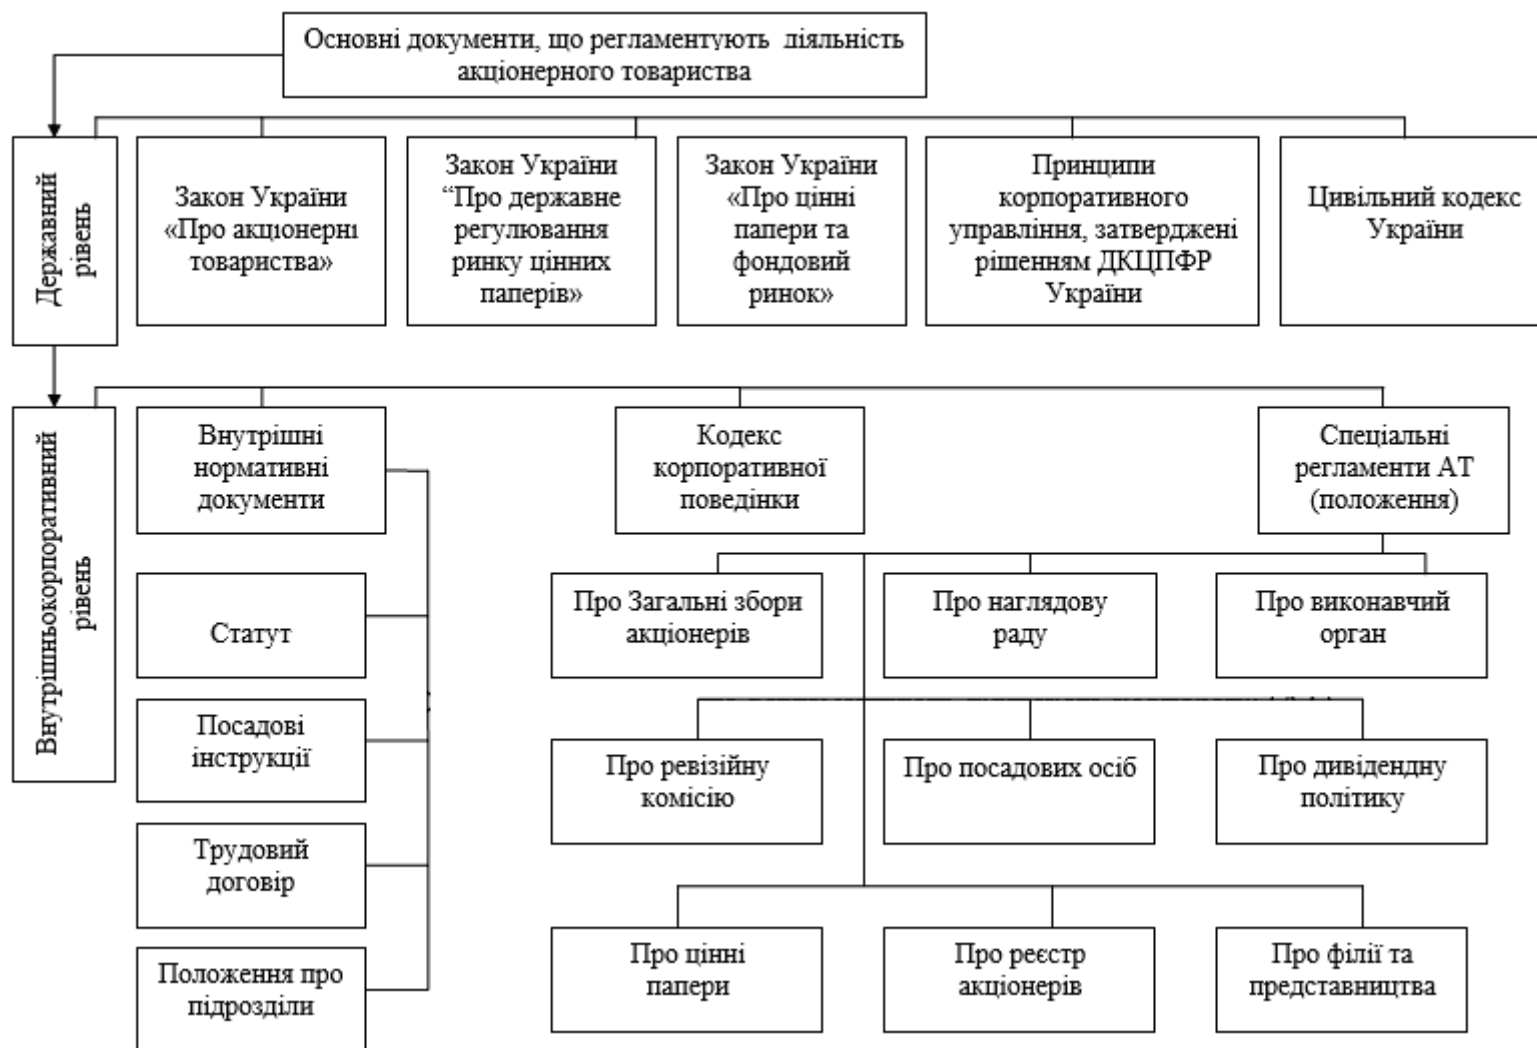 Основні документи, що регламентують діяльність
акціонерного товариства
Державний
рівень
Закон України
«Про акціонерні
товариства»
Закон України
“Про державне
регулювання
ринку цінних
паперів»
Закон України
«Про цінні
папери та
фондовий
ринок»
Принципи
корпоративного
управління, затверджені
рішенням ДКЦПФР
України
Цивільний кодекс
України
Внутрішньокорпоративний
рівень
Внутрішні
нормативні
документи
Кодекс
корпоративної
поведінки
Спеціальні
регламенти АТ
(положення)
Статут
Посадові
інструкції
Трудовий
договір
Положення про
підрозділи
Про Загальні збори
акціонерів
Про наглядову
раду
Про виконавчий
орган
Про ревізійну
комісію
Про посадових осіб
Про дивідендну
політику
Про цінні
папери
Про реєстр
акціонерів
Про філії та
представництва